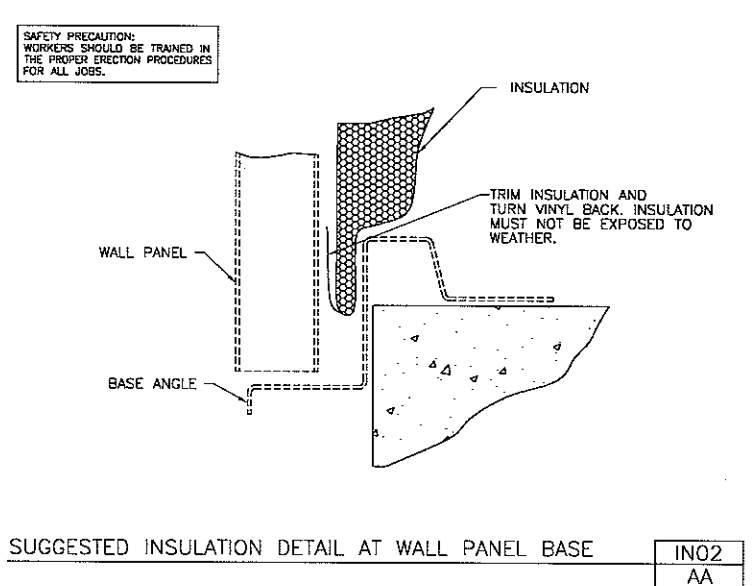 SAFETY PRECAUTION:
WORKERS SHOULD BE TRAINED IN
THE PROPER ERECTION PROCEDURES
FOR ALL JOBS.
INSULATION
TRIM INSULATION AND
TURN VINYL BACK. INSULATION
MUST NOT BE EXPOSED TO
WEATHER.
WALL PANEL
BASE ANGLE
SUGGESTED INSULATION DETAIL AT WALL PANEL BASE
IN02
AA